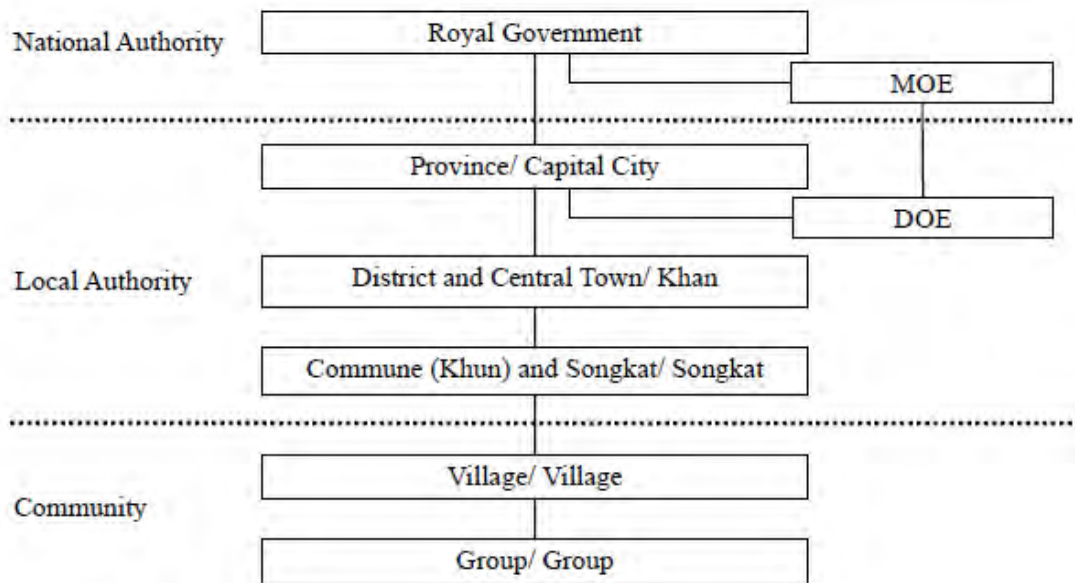 Royal Government
National Authority
MOE
Province/ Capital City
DOE
District and Central Town/ Khan
Local Authority
Commune (Khun) and Songkat/ Songkat
Village/ Village
Community
Group/ Group